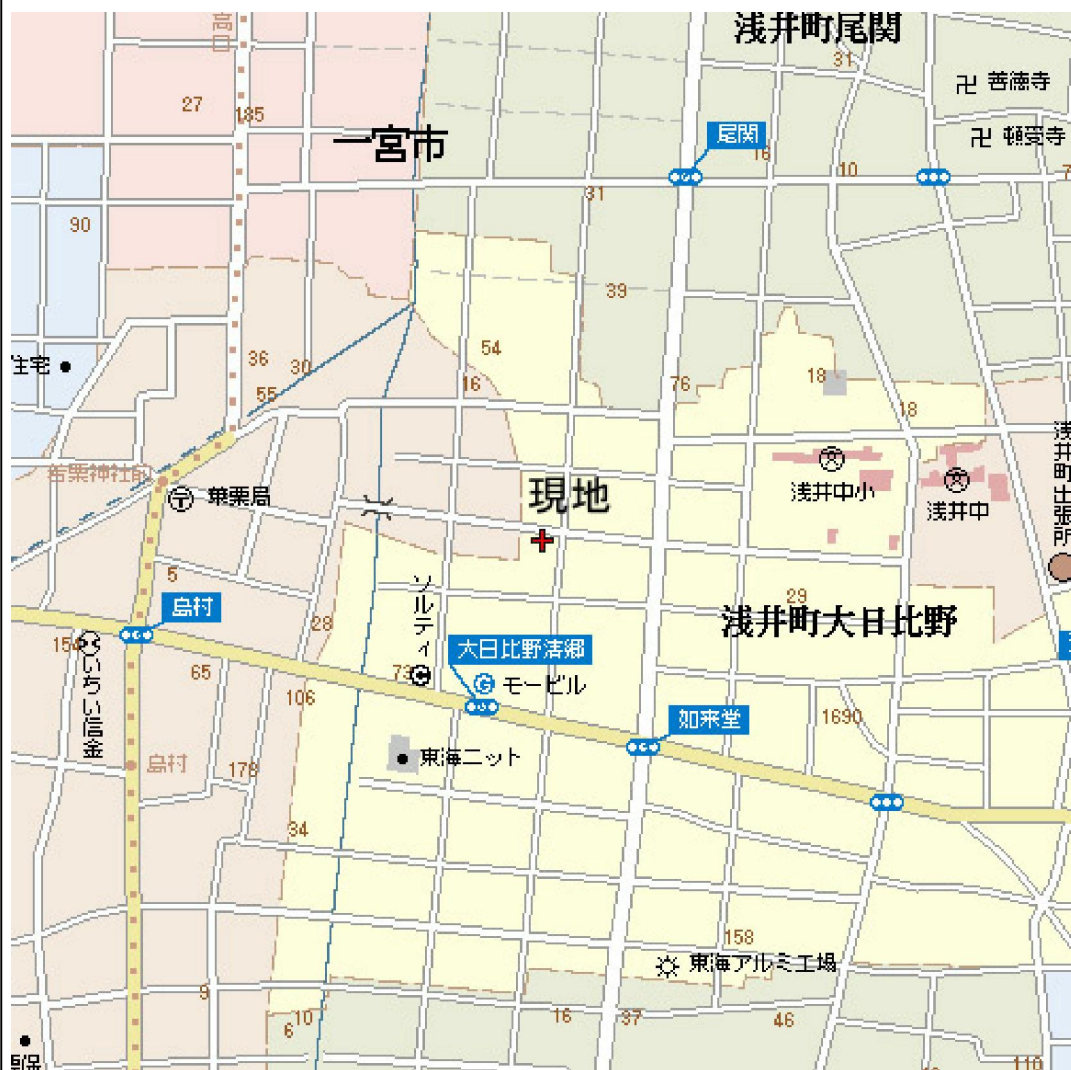 浅井町尾関
高田
31
善徳寺
27
185
頓受寺
一宮市
尾関
16
10
7
31
90
39
54
36
30
住宅
16
76
18
55
18
若栗神社前
葉栗局
現地
浅井中小
浅井中
浅井町出張所
5
29
島村
28
ソルティ
浅井町大日比野
154
いちい信金
大日比野清郷
65
73
モービル
106
如来堂
1690
島村
178
東海ニット
34
158
東海アルミ工場
9
10
6
16
37
46
110